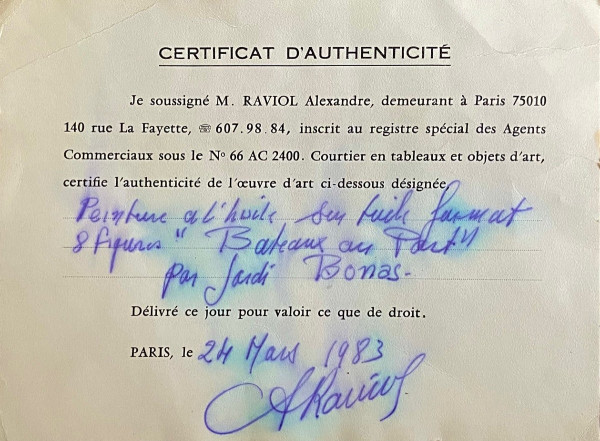 CERTIFICAT D'AUTHENTICITÉ
Je soussigné M. RAVIOL Alexandre, demeurant à Paris 75010
140 rue La Fayette, ☏ 607.98.84, inscrit au registre spécial des Agents
Commerciaux sous le Nº 66 AC 2400. Courtier en tableaux et objets d'art,
certifie l'authenticité de l'œuvre d'art ci-dessous désignée
Peinture a l'huile sur toile format
8 figures " Bateaux au Port "
par Jordi Bonas -
Délivré ce jour pour valoir ce que de droit.
PARIS, le 24 Mars 1983
ARaviol